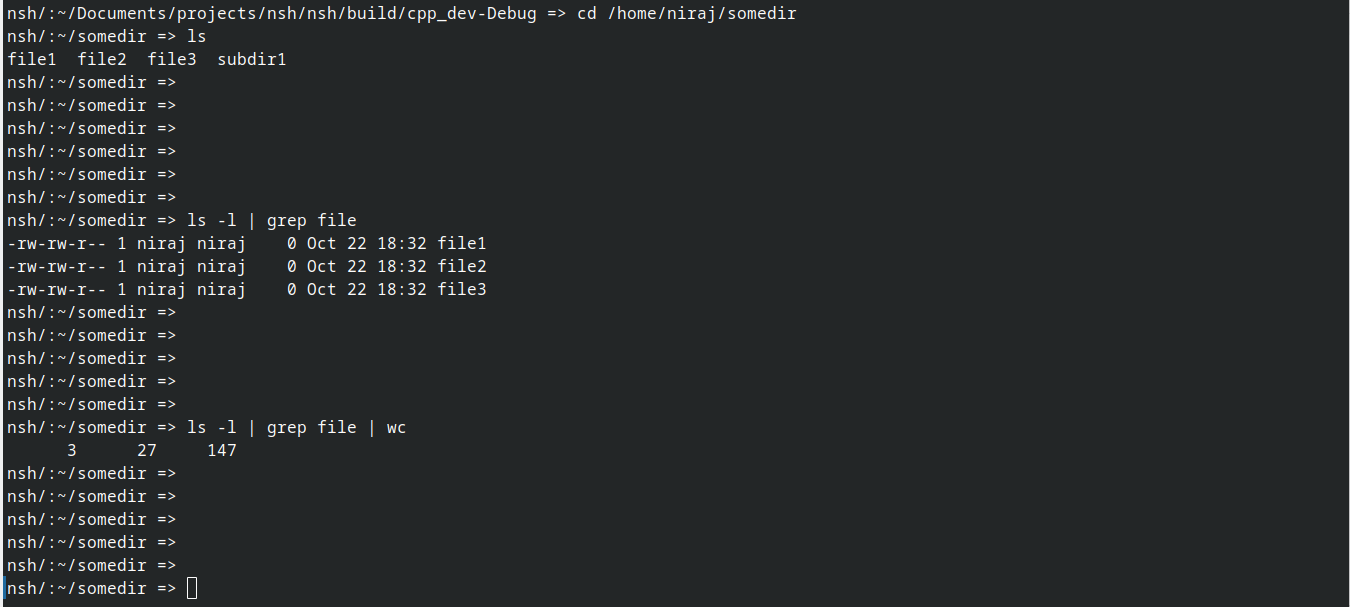 nsh/:~/Documents/projects/nsh/nsh/build/cpp_dev-Debug => cd /home/niraj/somedir
nsh/:~/somedir => ls
file1  file2  file3  subdir1
nsh/:~/somedir =>
nsh/:~/somedir =>
nsh/:~/somedir =>
nsh/:~/somedir =>
nsh/:~/somedir =>
nsh/:~/somedir =>
nsh/:~/somedir => ls -l | grep file
-rw-rw-r-- 1 niraj niraj    0 Oct 22 18:32 file1
-rw-rw-r-- 1 niraj niraj    0 Oct 22 18:32 file2
-rw-rw-r-- 1 niraj niraj    0 Oct 22 18:32 file3
nsh/:~/somedir =>
nsh/:~/somedir =>
nsh/:~/somedir =>
nsh/:~/somedir =>
nsh/:~/somedir =>
nsh/:~/somedir => ls -l | grep file | wc
      3      27     147
nsh/:~/somedir =>
nsh/:~/somedir =>
nsh/:~/somedir =>
nsh/:~/somedir =>
nsh/:~/somedir =>
nsh/:~/somedir =>